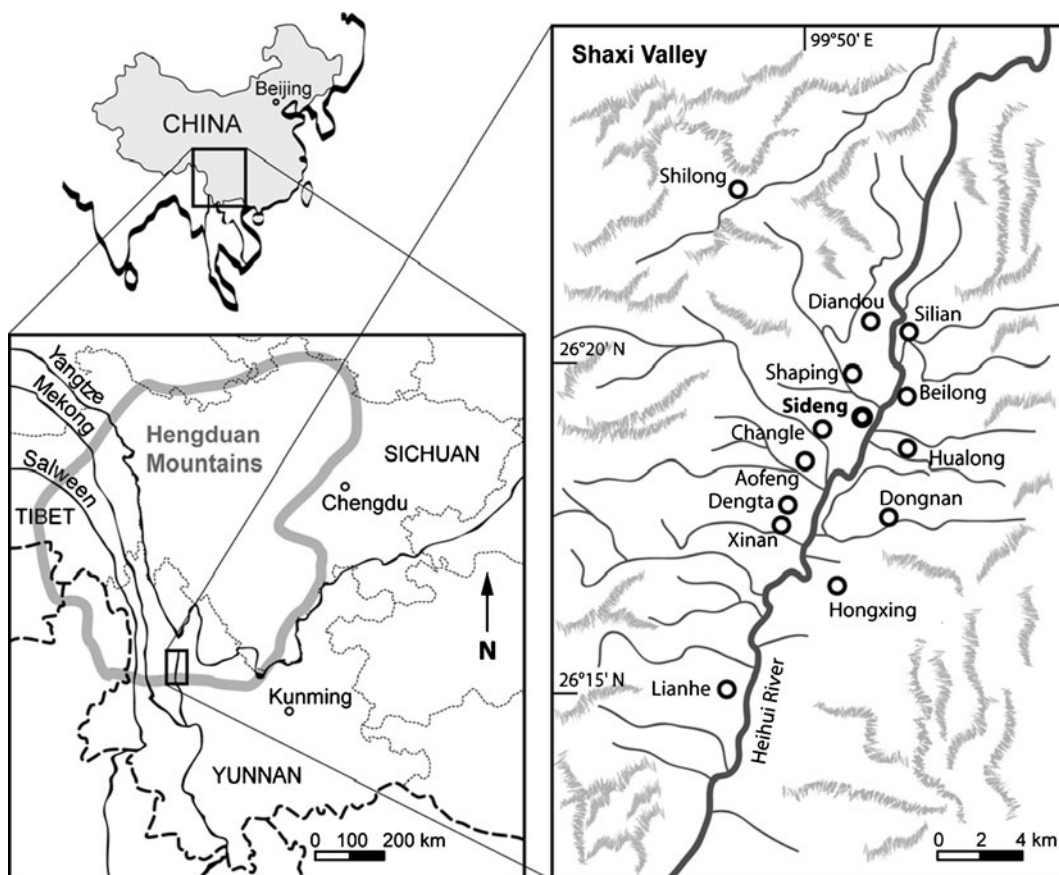 Beijing
CHINA
Yangtze
Mekong
Salween
TIBET
Hengduan
Mountains
SICHUAN
Chengdu
N
Kunming
YUNNAN
0 100 200 km
Shaxi Valley
99°50' E
Shilong
Diandou
Silian
26°20' N
Shaping
Beilong
Sideng
Changle
Hualong
Aofeng
Dengta
Dongnan
Xinan
Hongxing
26°15' N
Lianhe
Heihui River
0 2 4 km